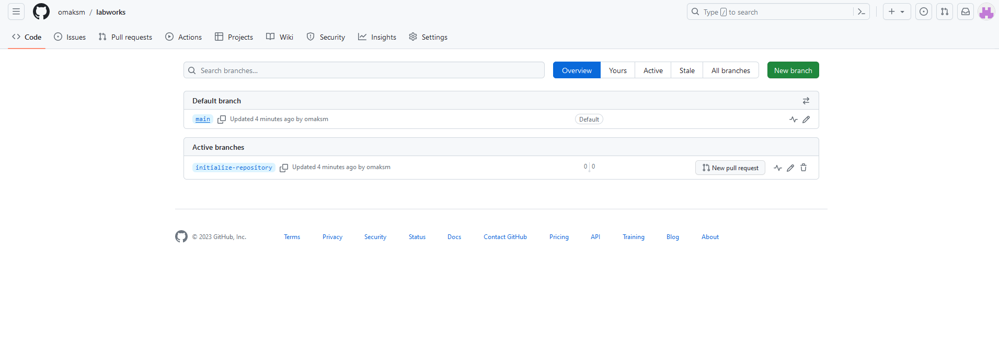 omaksm / labworks Type / to search
Code Issues Pull requests Actions Projects Wiki Security Insights Settings
Search branches... Overview Yours Active Stale All branches New branch
Default branch
main Updated 4 minutes ago by omaksm Default
Active branches
initialize-repository Updated 4 minutes ago by omaksm 0 0 New pull request
© 2023 GitHub, Inc. Terms Privacy Security Status Docs Contact GitHub Pricing API Training Blog About